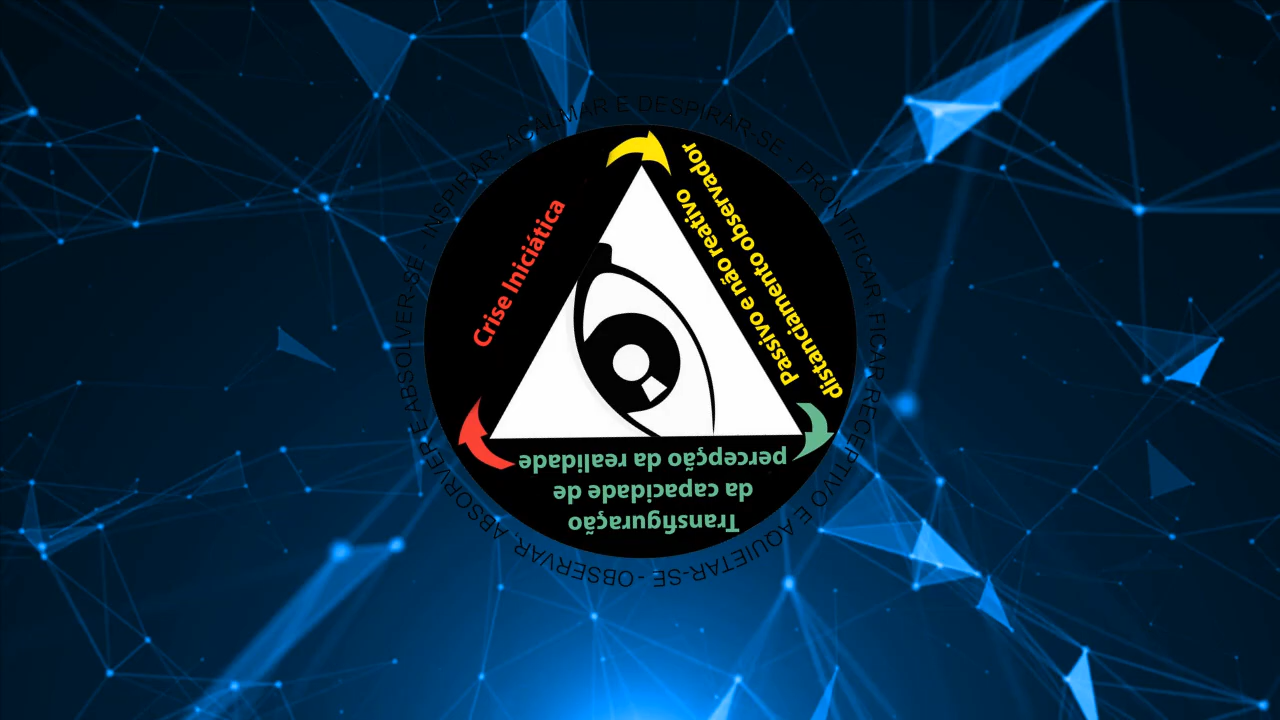 INSPIRAR, ACALMAR E DESPIRAR-SE - PRONTIFICAR, FICAR RECEPTIVO E AQUIETAR-SE - OBSERVAR, ABSORVER E ABSOLVER-SE -
Crise Iniciática
Passivo e não reativo
distanciamento observador
Transfiguração
da capacidade de
percepção da realidade